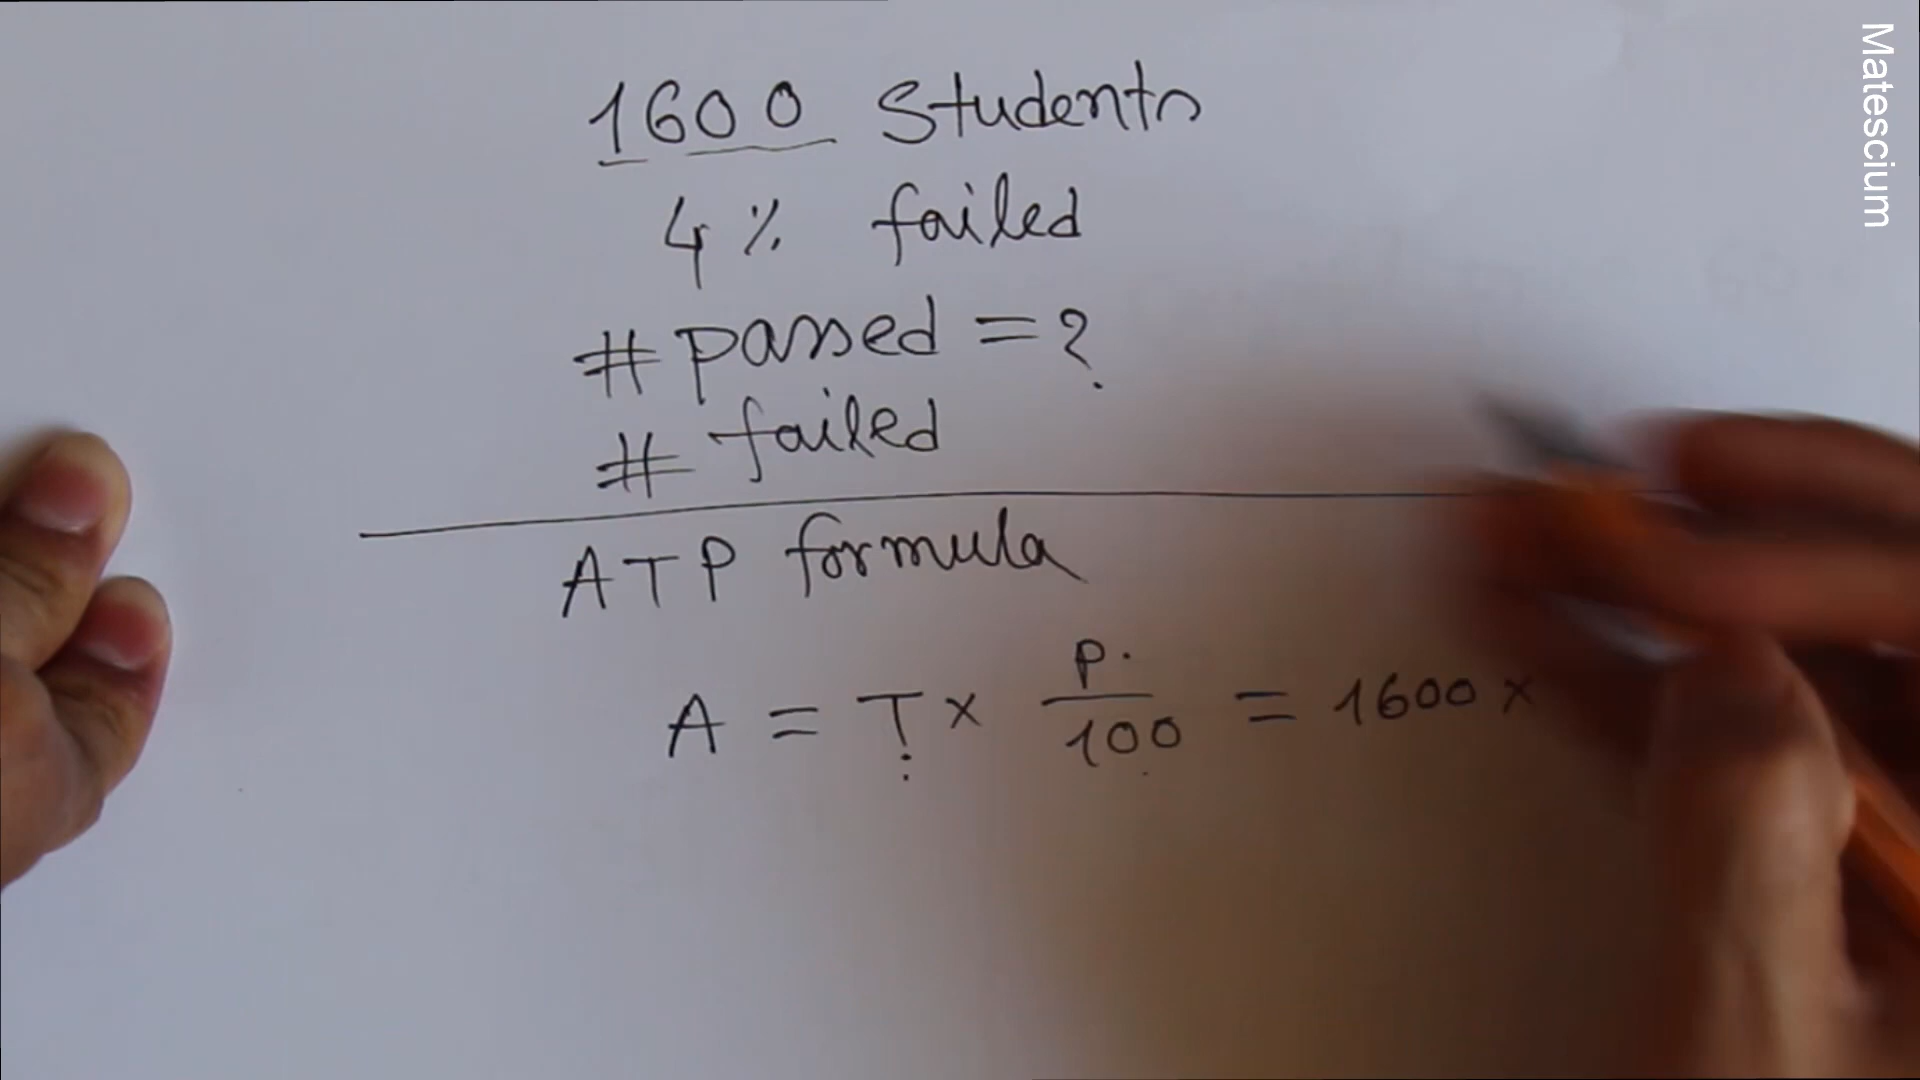 1600 Students
4% failed
# passed = ?
# failed
ATP formula
A = T × P / 100 = 1600 ×
Matescium